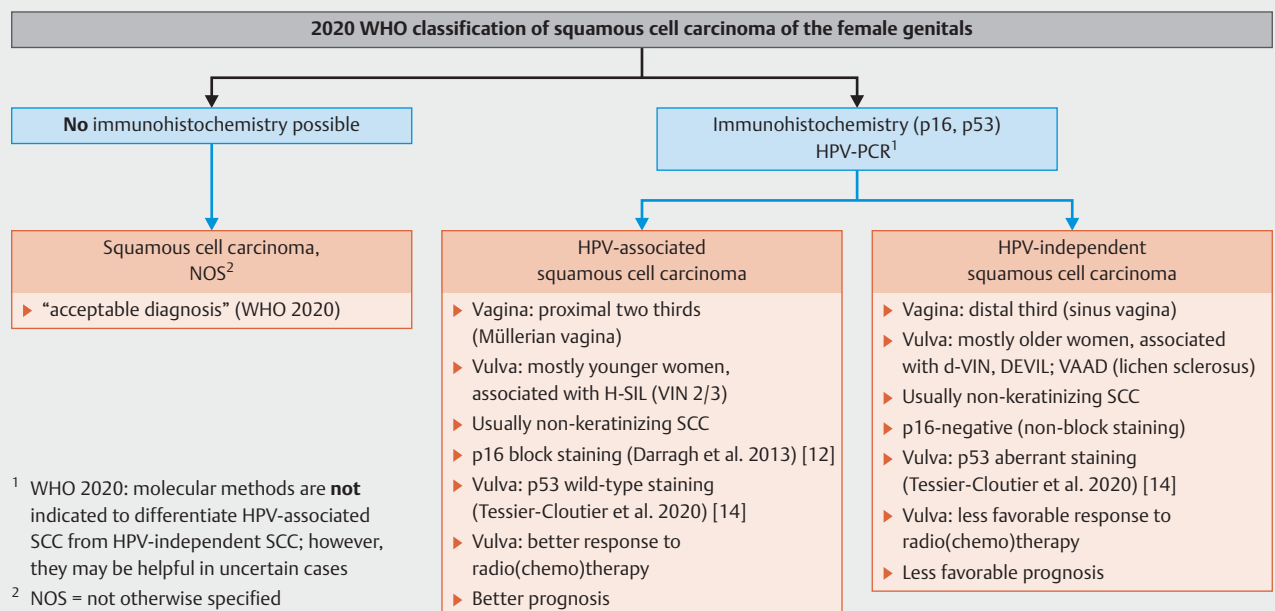 2020 WHO classification of squamous cell carcinoma of the female genitals
No immunohistochemistry possible
Immunohistochemistry (p16, p53)
HPV-PCR1
Squamous cell carcinoma,
NOS2
▶ “acceptable diagnosis” (WHO 2020)
HPV-associated
squamous cell carcinoma
▶ Vagina: proximal two thirds
(Müllerian vagina)
▶ Vulva: mostly younger women,
associated with H-SIL (VIN 2/3)
▶ Usually non-keratinizing SCC
▶ p16 block staining (Darragh et al. 2013) [12]
▶ Vulva: p53 wild-type staining
(Tessier-Cloutier et al. 2020) [14]
▶ Vulva: better response to
radio(chemo)therapy
▶ Better prognosis
HPV-independent
squamous cell carcinoma
▶ Vagina: distal third (sinus vagina)
▶ Vulva: mostly older women, associated
with d-VIN, DEVIL; VAAD (lichen sclerosus)
▶ Usually non-keratinizing SCC
▶ p16-negative (non-block staining)
▶ Vulva: p53 aberrant staining
(Tessier-Cloutier et al. 2020) [14]
▶ Vulva: less favorable response to
radio(chemo)therapy
▶ Less favorable prognosis
1 WHO 2020: molecular methods are not
indicated to differentiate HPV-associated
SCC from HPV-independent SCC; however,
they may be helpful in uncertain cases
2 NOS = not otherwise specified